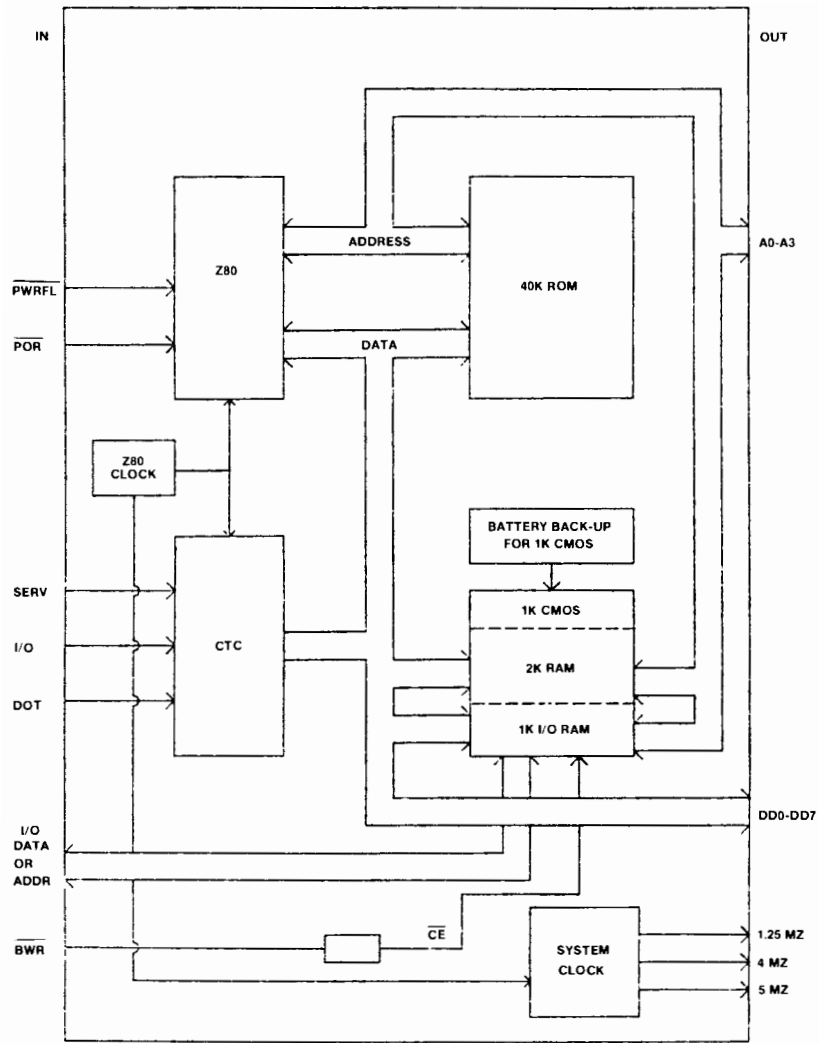 IN
OUT
Z80
ADDRESS
40K ROM
A0-A3
PWRFL
POR
DATA
Z80
CLOCK
BATTERY BACK-UP
FOR 1K CMOS
SERV
I/O
DOT
CTC
1K CMOS
2K RAM
1K I/O RAM
I/O
DATA
OR
ADDR
DD0-DD7
BWR
CE
SYSTEM
CLOCK
1.25 MZ
4 MZ
5 MZ